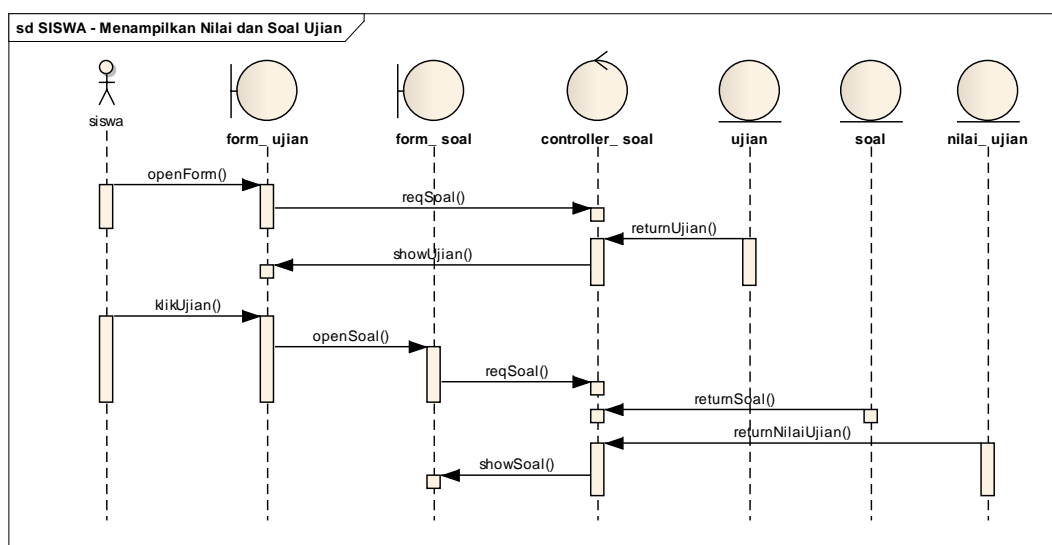 sd SISWA - Menampilkan Nilai dan Soal Ujian
siswa
form_ ujian
form_ soal
controller_ soal
ujian
soal
nilai_ ujian
openForm()
reqSoal()
returnUjian()
showUjian()
klikUjian()
openSoal()
reqSoal()
returnSoal()
returnNilaiUjian()
showSoal()